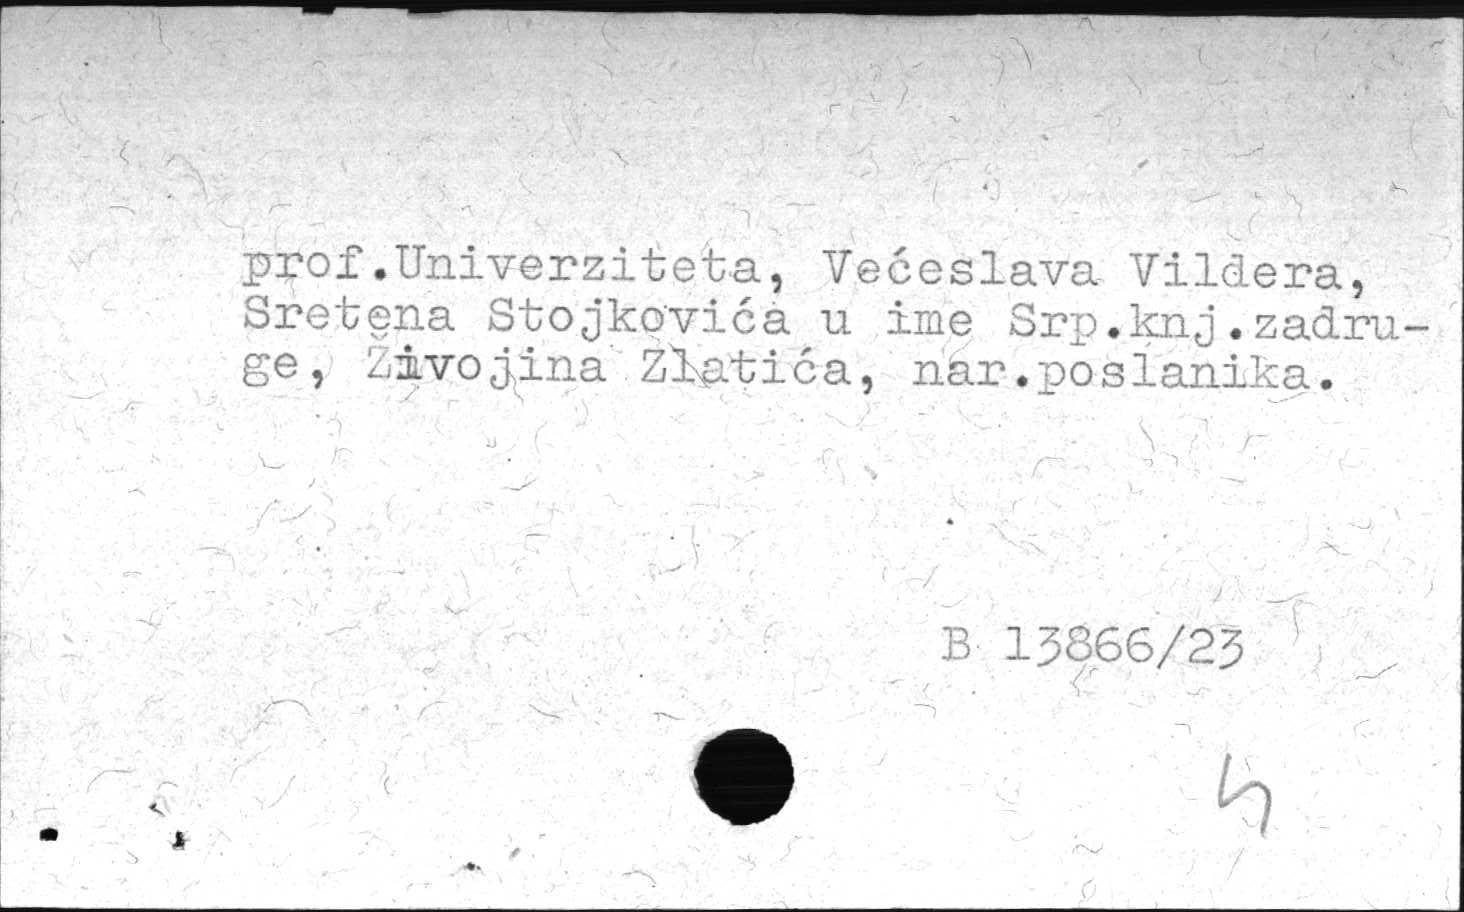 prof.Univerziteta, Većeslava Vildera,
Sretena Stojkovića u ime Srp.knj.zadru-
ge, Živojina Zlatića, nar.poslanika.
B 13866/23